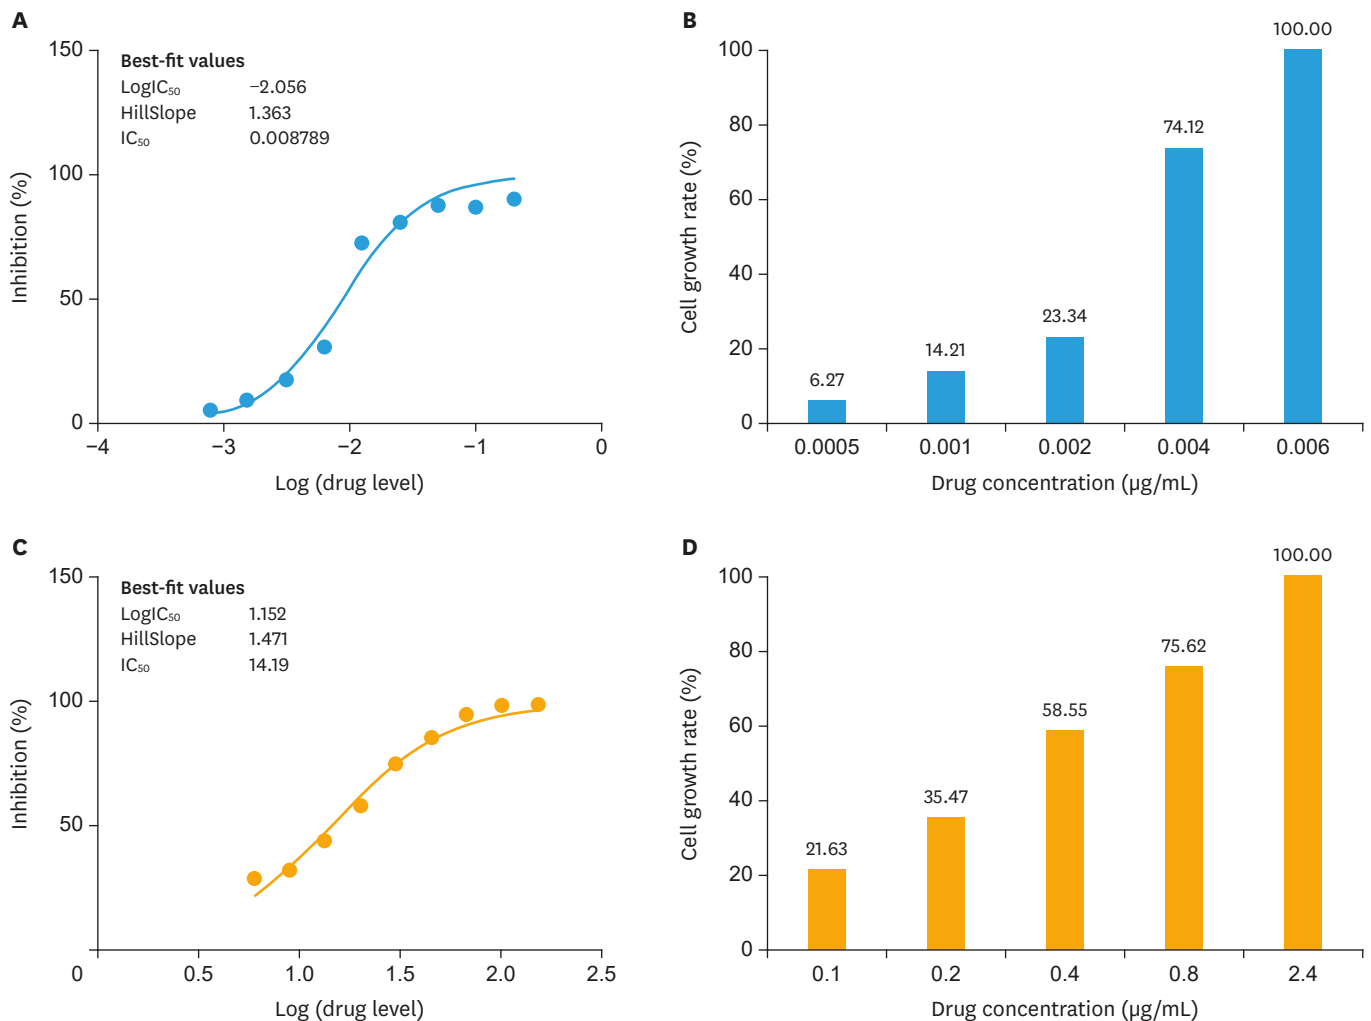 A
150
100
50
0
Inhibition (%)
Best-fit values
LogIC₅₀ −2.056
HillSlope 1.363
IC₅₀ 0.008789
−4 −3 −2 −1 0
Log (drug level)
B
100
80
60
40
20
0
Cell growth rate (%)
6.27 14.21 23.34 74.12 100.00
0.0005 0.001 0.002 0.004 0.006
Drug concentration (µg/mL)
C
150
100
50
Inhibition (%)
Best-fit values
LogIC₅₀ 1.152
HillSlope 1.471
IC₅₀ 14.19
0 0.5 1.0 1.5 2.0 2.5
Log (drug level)
D
100
80
60
40
20
0
Cell growth rate (%)
21.63 35.47 58.55 75.62 100.00
0.1 0.2 0.4 0.8 2.4
Drug concentration (µg/mL)